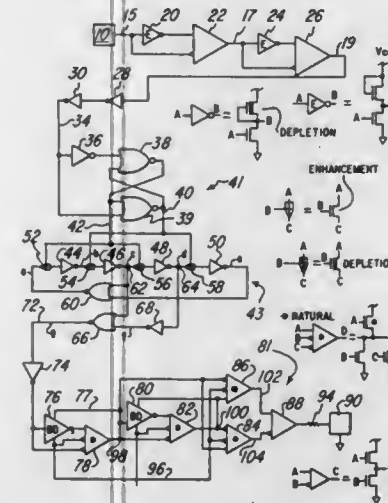 10
15 20 22 17 24 26
19
30 28
34
36 38
40
41
42 39
52 44 46 48 50
54 56 58
60 62 64 43
72 66 68
74
76 77 80 86 102 81
82 88 94 90
78 98 100 84
96 104
A B = A B
DEPLETION
A E B = A B
Vc
ENHANCEMENT
A B C = B A C
A B C = B A C DEPLETI
NATURAL
A B C D = A B C D
A B C = A B